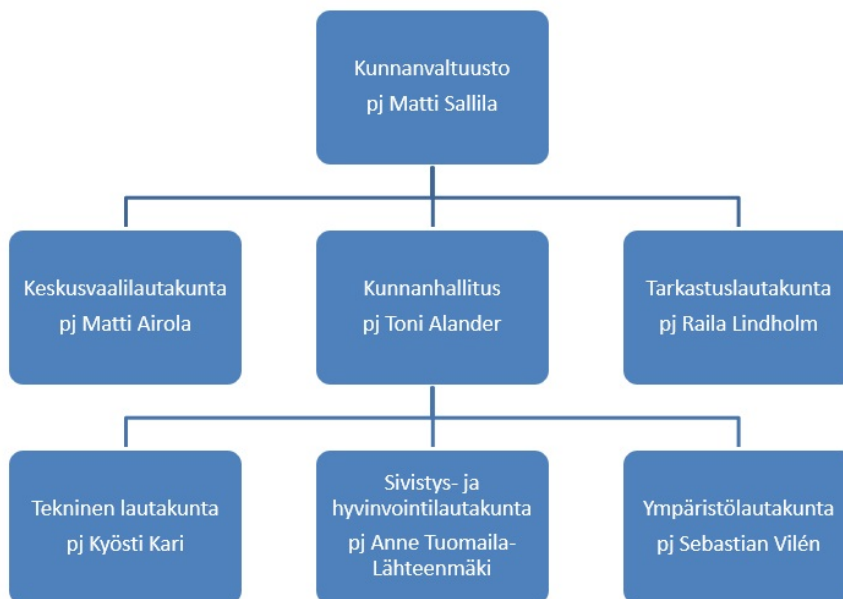 Kunnanvaltuusto
pj Matti Sallila
Keskusvaalilautakunta
pj Matti Airola
Kunnanhallitus
pj Toni Alander
Tarkastuslautakunta
pj Raila Lindholm
Tekninen lautakunta
pj Kyösti Kari
Sivistys- ja
hyvinvointilautakunta
pj Anne Tuomaila-
Lähteenmäki
Ympäristölautakunta
pj Sebastian Vilén